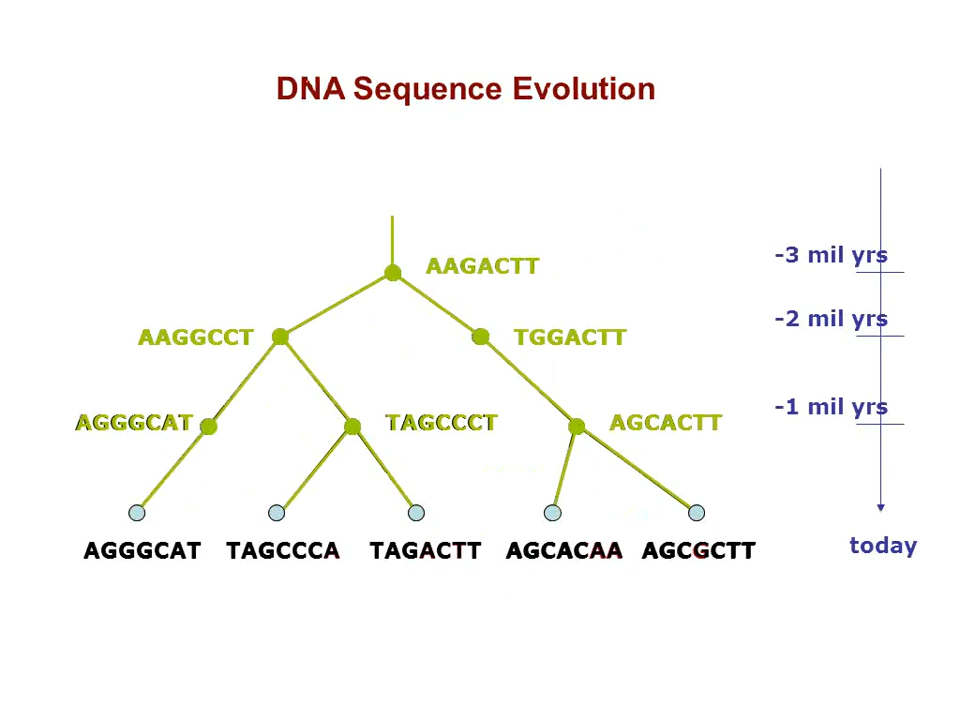 DNA Sequence Evolution
AAGACTT
-3 mil yrs
AAGGCCT
TGGACTT
-2 mil yrs
AGGGCAT
TAGCCCT
AGCACTT
-1 mil yrs
AGGGCAT
TAGCCCA
TAGACTT
AGCACAA
AGCGCTT
today